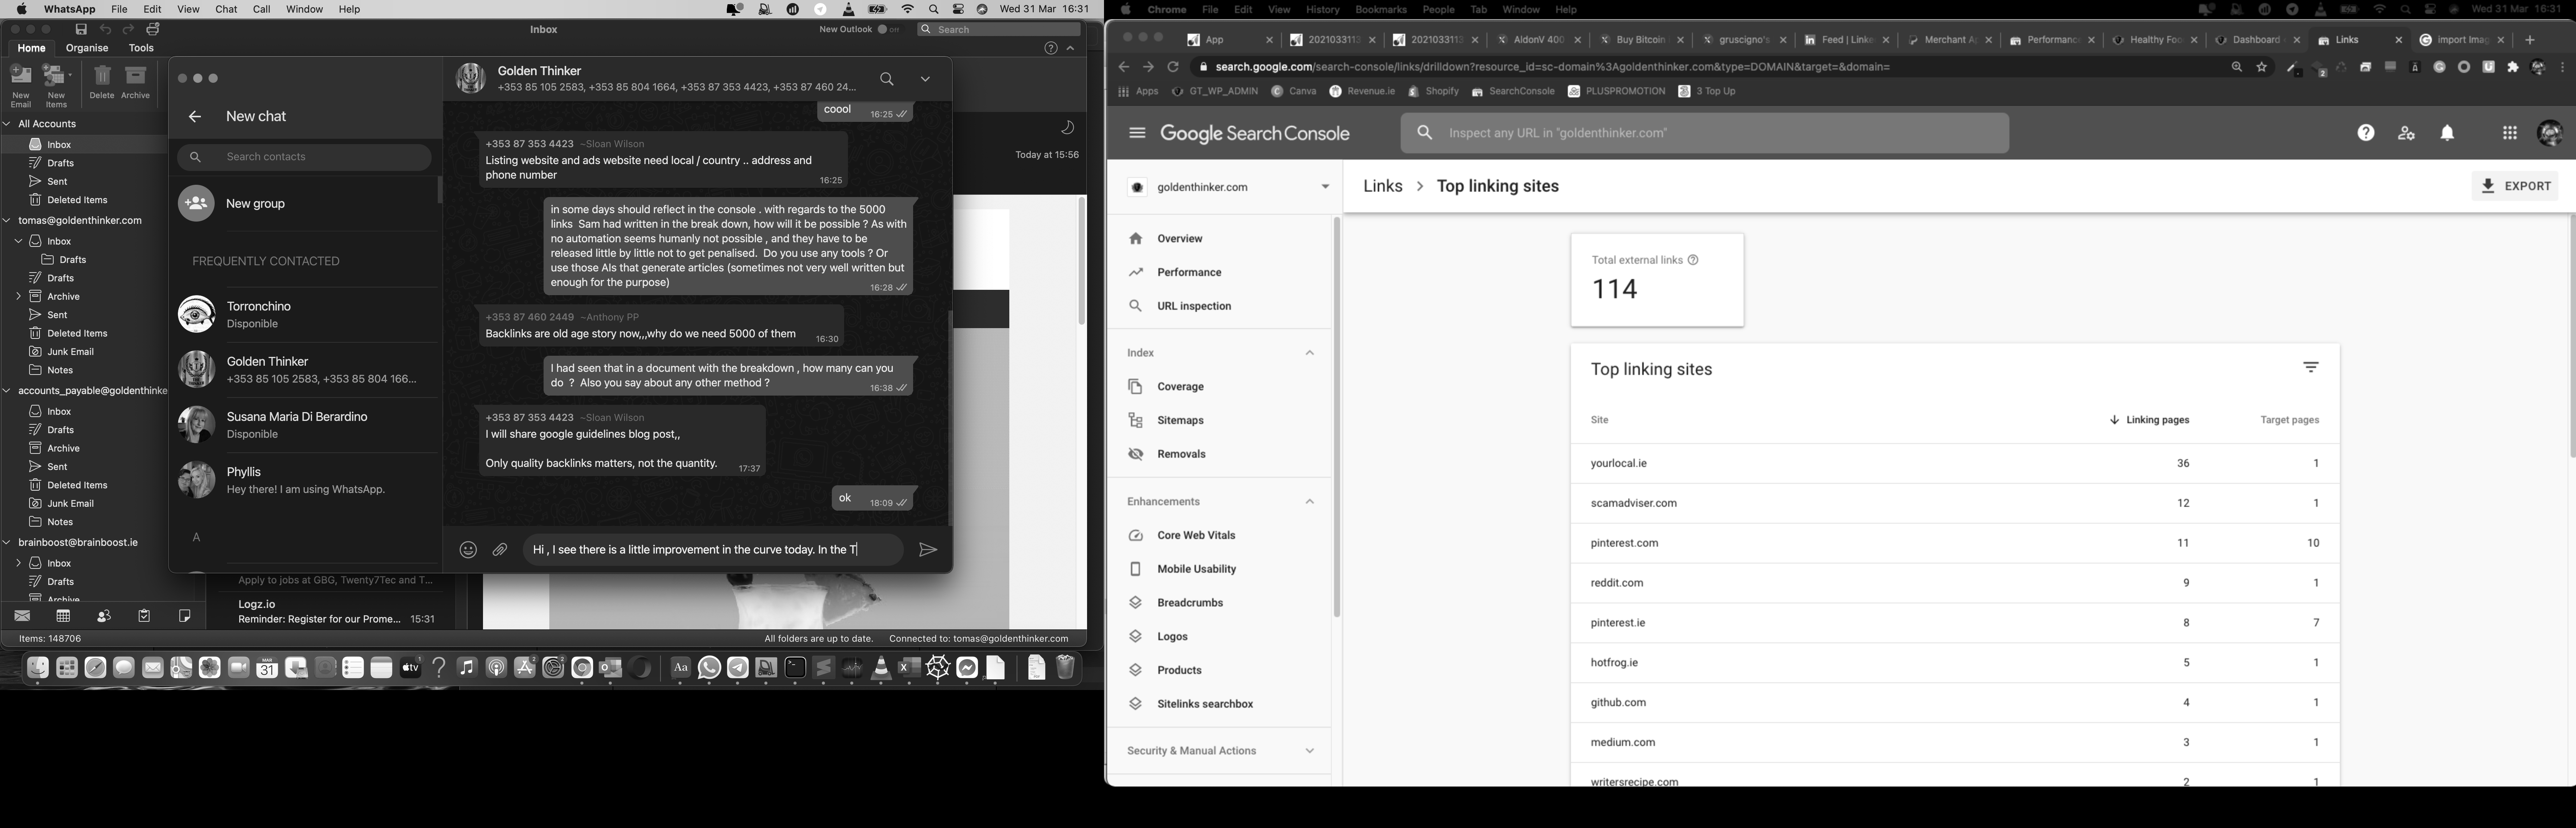 WhatsApp File Edit View Chat Call Window Help
Wed 31 Mar 16:31
Inbox
New Outlook Off
Search
Home Organise Tools
New Email
New Items
Delete
Archive
All Accounts
Inbox
Drafts
Sent
Deleted Items
tomas@goldenthinker.com
Inbox
Drafts
Drafts
Archive
Sent
Deleted Items
Junk Email
Notes
accounts_payable@goldenthinke
Inbox
Drafts
Archive
Sent
Deleted Items
Junk Email
Notes
brainboost@brainboost.ie
Inbox
Drafts
Archive
Today at 15:56
New chat
Search contacts
New group
FREQUENTLY CONTACTED
Torronchino
Disponible
Golden Thinker
+353 85 105 2583, +353 85 804 166...
Susana Maria Di Berardino
Disponible
Phyllis
Hey there! I am using WhatsApp.
A
Golden Thinker
+353 85 105 2583, +353 85 804 1664, +353 87 353 4423, +353 87 460 24...
coool
16:25
+353 87 353 4423 ~Sloan Wilson
Listing website and ads website need local / country .. address and
phone number
16:25
in some days should reflect in the console . with regards to the 5000
links Sam had written in the break down, how will it be possible ? As with
no automation seems humanly not possible , and they have to be
released little by little not to get penalised. Do you use any tools ? Or
use those AIs that generate articles (sometimes not very well written but
enough for the purpose)
16:28
+353 87 460 2449 ~Anthony PP
Backlinks are old age story now,,,why do we need 5000 of them
16:30
I had seen that in a document with the breakdown , how many can you
do ? Also you say about any other method ?
16:38
+353 87 353 4423 ~Sloan Wilson
I will share google guidelines blog post,,
Only quality backlinks matters, not the quantity.
17:37
ok
18:09
Hi , I see there is a little improvement in the curve today. In the T
Apply to jobs at GBG, Twenty7Tec and T...
Logz.io
Reminder: Register for our Prome... 15:31
Items: 148706
All folders are up to date. Connected to: tomas@goldenthinker.com
MAR
31
tv
Aa
Chrome File Edit View History Bookmarks People Tab Window Help
Wed 31 Mar 16:31
App
2021033113
2021033113
AldonV 400
Buy Bitcoin
gruscigno's
Feed | Linke
Merchant Ap
Performance
Healthy Foo
Dashboard
Links
import Imag
search.google.com/search-console/links/drilldown?resource_id=sc-domain%3Agoldenthinker.com&type=DOMAIN&target=&domain=
Apps GT_WP_ADMIN Canva Revenue.ie Shopify SearchConsole PLUSPROMOTION 3 Top Up
Google Search Console
Inspect any URL in "goldenthinker.com"
goldenthinker.com
Links > Top linking sites
EXPORT
Overview
Performance
URL inspection
Index
Coverage
Sitemaps
Removals
Enhancements
Core Web Vitals
Mobile Usability
Breadcrumbs
Logos
Products
Sitelinks searchbox
Security & Manual Actions
Total external links
114
Top linking sites
Site Linking pages Target pages
yourlocal.ie 36 1
scamadviser.com 12 1
pinterest.com 11 10
reddit.com 9 1
pinterest.ie 8 7
hotfrog.ie 5 1
github.com 4 1
medium.com 3 1
writersrecipe.com 2 1